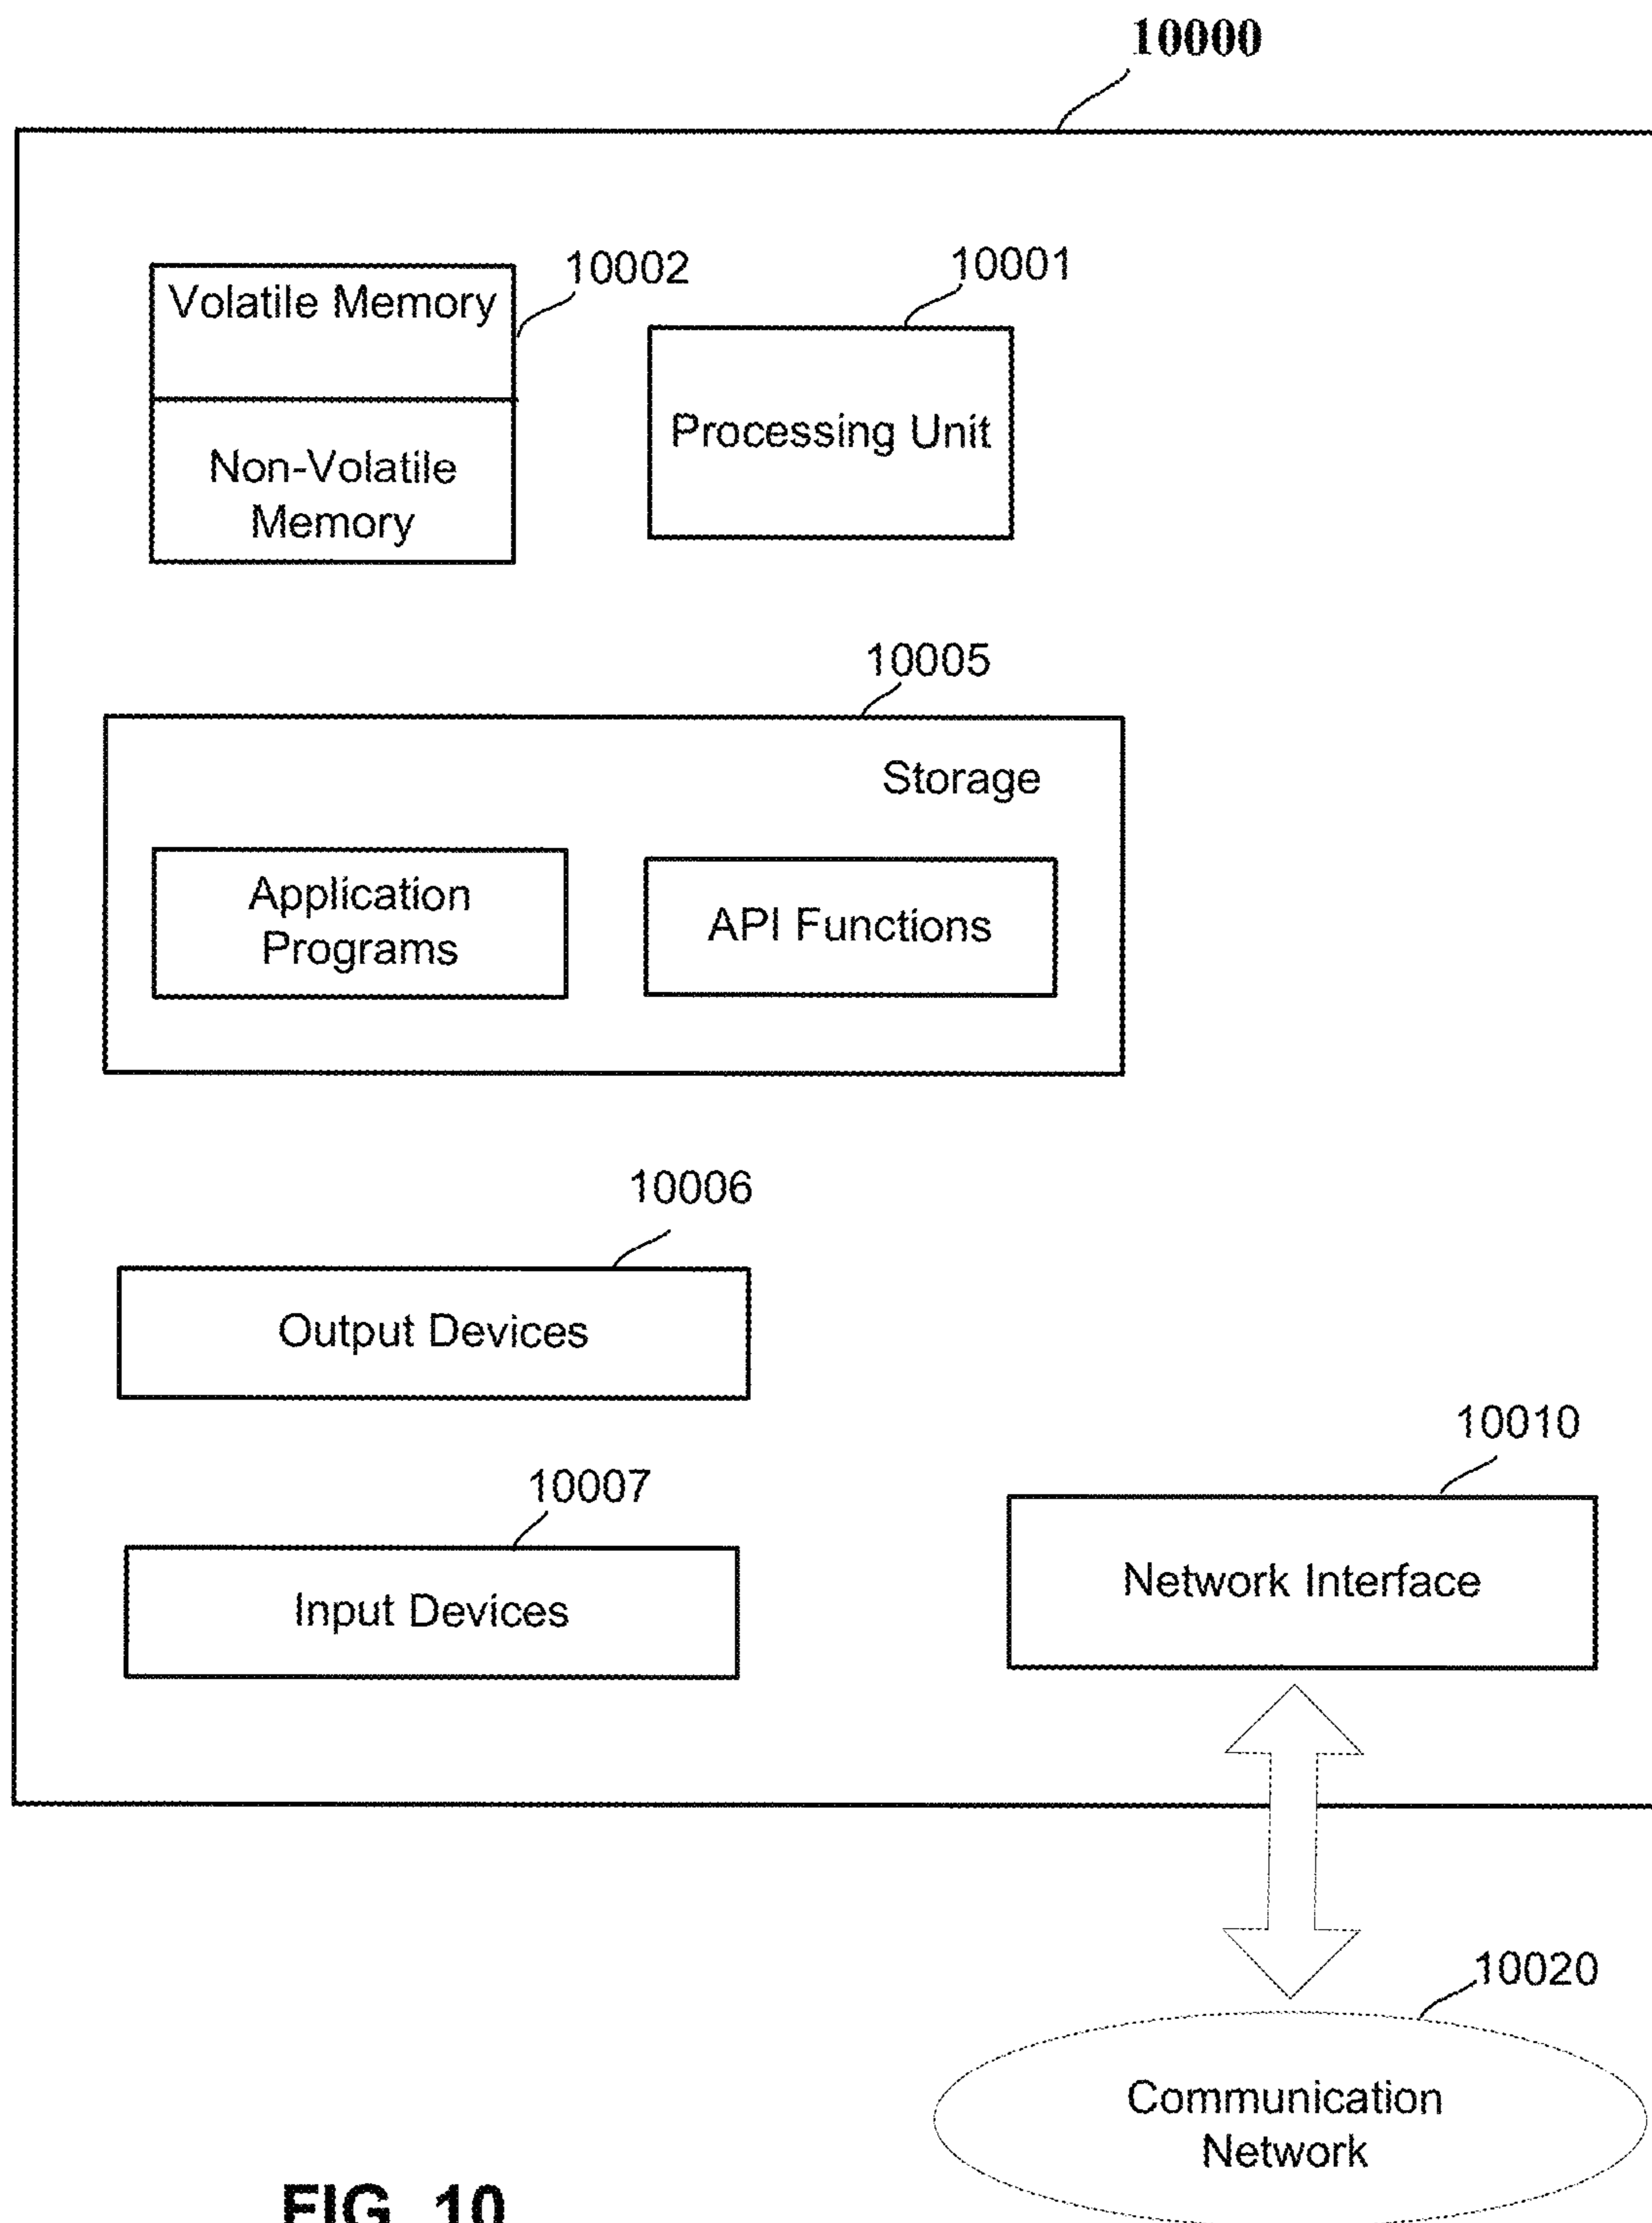 10000
10002
10001
Volatile Memory
Processing Unit
Non-Volatile
Memory
10005
Storage
Application
Programs
API Functions
10006
Output Devices
10010
10007
Network Interface
Input Devices
10020
Communication
Network
FIG. 10